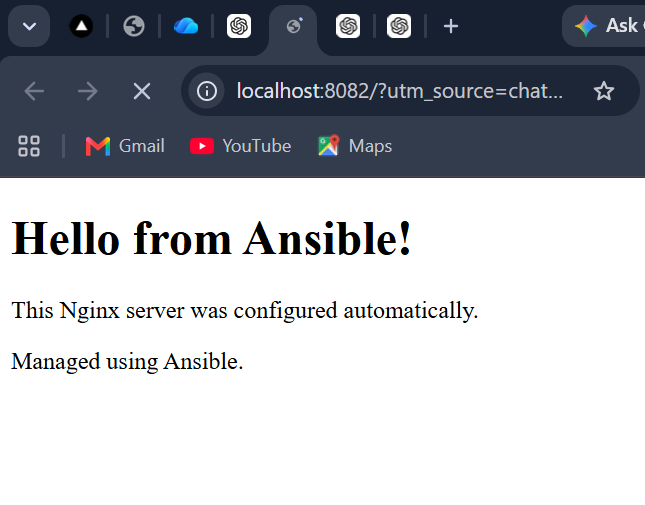 Ask
localhost:8082/?utm_source=chat...
Gmail YouTube Maps
Hello from Ansible!
This Nginx server was configured automatically.
Managed using Ansible.